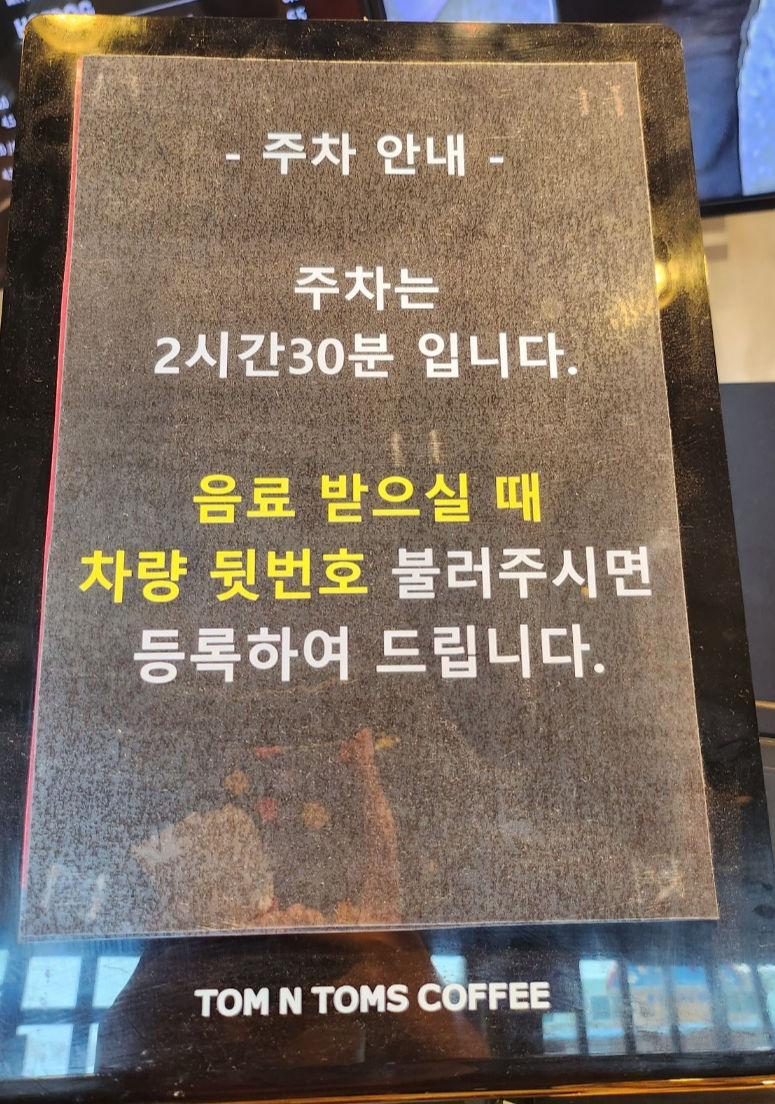 - 주차 안내 -
주차는
2시간30분 입니다.
음료 받으실 때
차량 뒷번호 불러주시면
등록하여 드립니다.
TOM N TOMS COFFEE